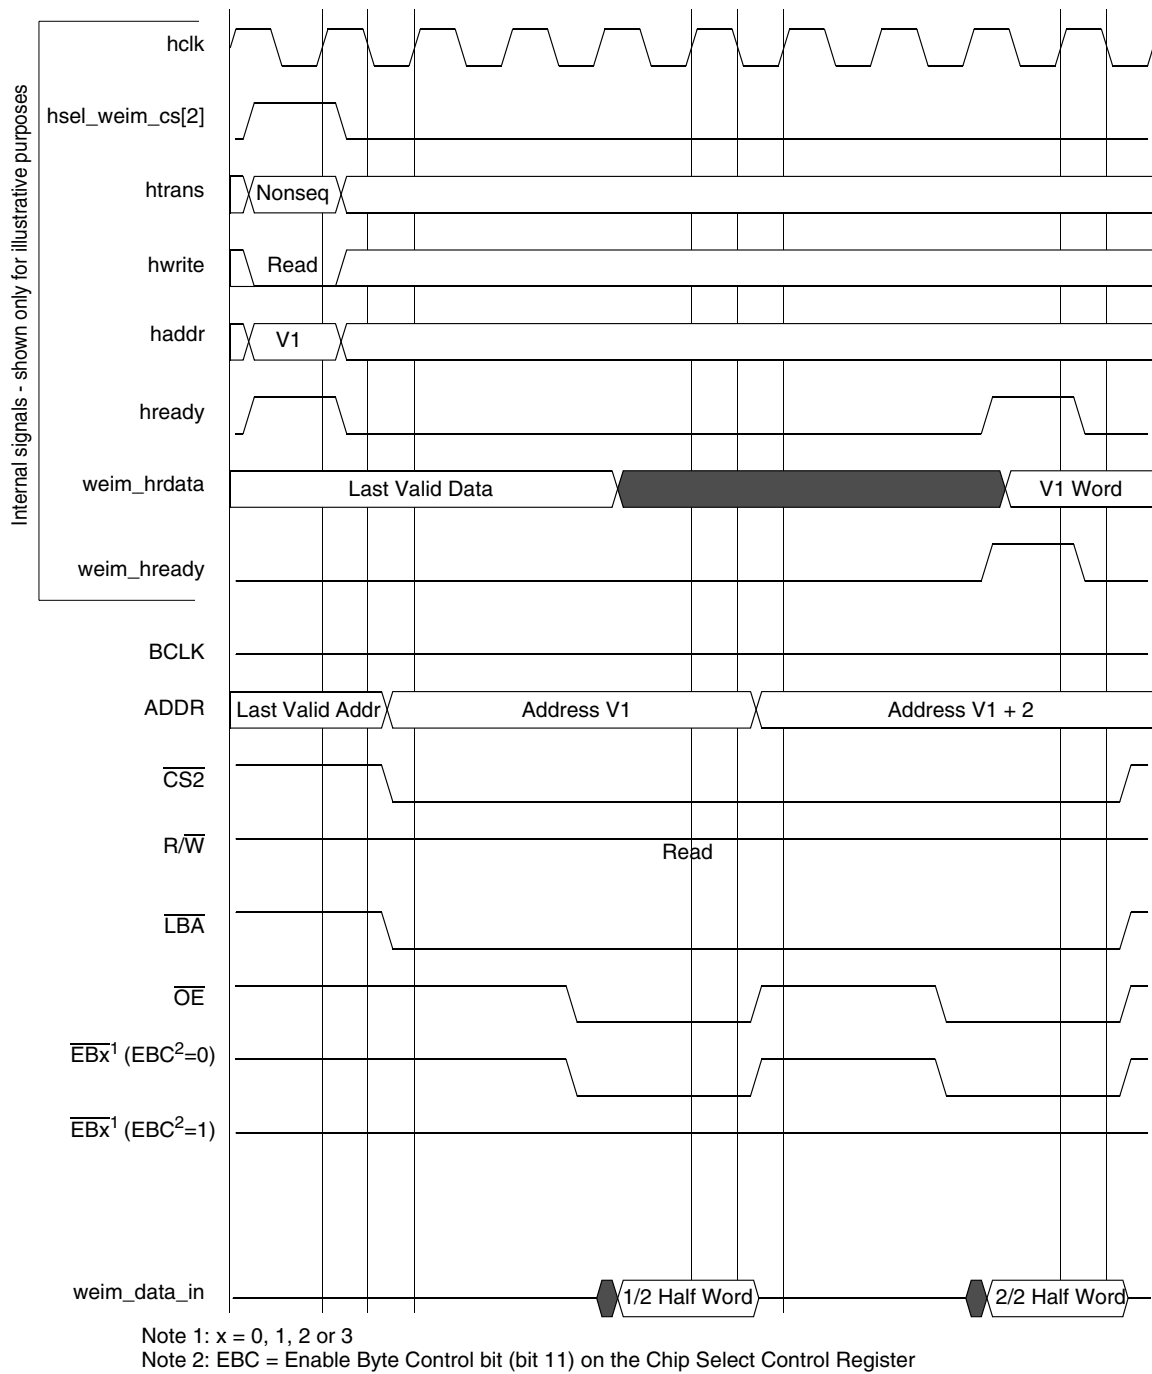 Internal signals - shown only for illustrative purposes
hclk
hsel_weim_cs[2]
htrans
Nonseq
hwrite
Read
haddr
V1
hready
weim_hrdata
Last Valid Data
V1 Word
weim_hready
BCLK
ADDR
Last Valid Addr
Address V1
Address V1 + 2
CS2
R/W
Read
LBA
OE
EBx1 (EBC2=0)
EBx1 (EBC2=1)
weim_data_in
1/2 Half Word
2/2 Half Word
Note 1: x = 0, 1, 2 or 3
Note 2: EBC = Enable Byte Control bit (bit 11) on the Chip Select Control Register